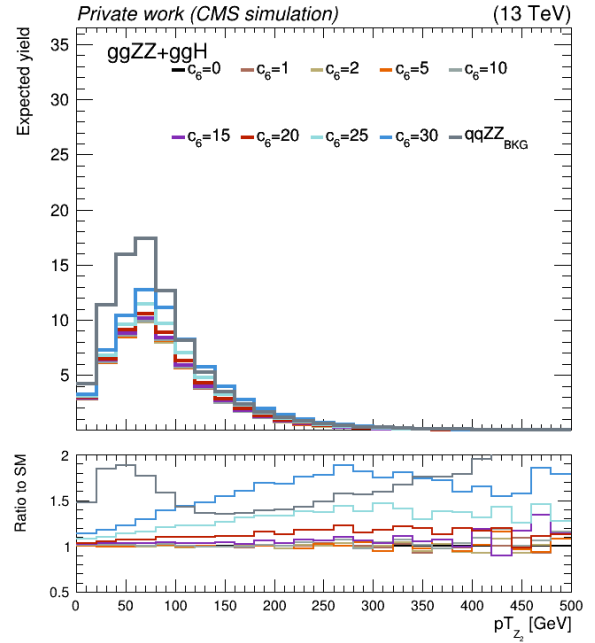 Private work (CMS simulation) (13 TeV)
Expected yield
ggZZ+ggH
c6=0 c6=1 c6=2 c6=5 c6=10
c6=15 c6=20 c6=25 c6=30 qqZZBKG
35
30
25
20
15
10
5
Ratio to SM
2
1.5
1
0.5
0 50 100 150 200 250 300 350 400 450 500
pTZ2 [GeV]